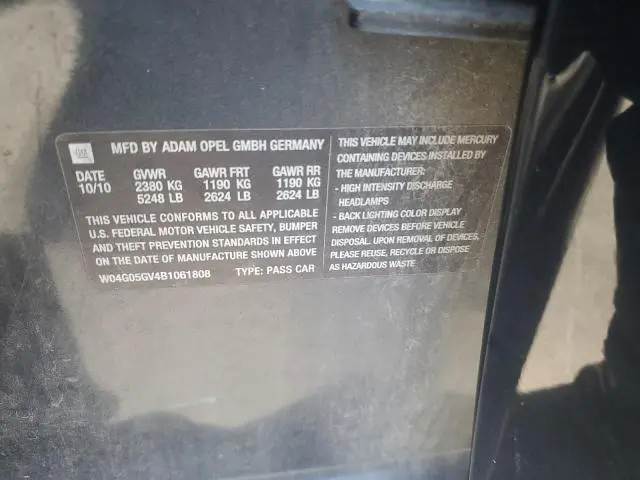 GM
MFD BY ADAM OPEL GMBH GERMANY
DATE GVWR GAWR FRT GAWR RR
10/10 2380 KG 1190 KG 1190 KG
5248 LB 2624 LB 2624 LB
THIS VEHICLE CONFORMS TO ALL APPLICABLE
U.S. FEDERAL MOTOR VEHICLE SAFETY, BUMPER
AND THEFT PREVENTION STANDARDS IN EFFECT
ON THE DATE OF MANUFACTURE SHOWN ABOVE
W04G05GV4B1061808 TYPE: PASS CAR
THIS VEHICLE MAY INCLUDE MERCURY
CONTAINING DEVICES INSTALLED BY
THE MANUFACTURER:
- HIGH INTENSITY DISCHARGE
HEADLAMPS
- BACK LIGHTING COLOR DISPLAY
REMOVE DEVICES BEFORE VEHICLE
DISPOSAL. UPON REMOVAL OF DEVICES,
PLEASE REUSE, RECYCLE OR DISPOSE
AS HAZARDOUS WASTE